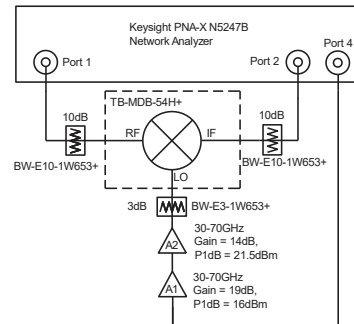 Keysight PNA-X N5247B
Network Analyzer
Port 1
Port 2
Port 4
10dB
TB-MDB-54H+
10dB
RF
IF
BW-E10-1W653+
BW-E10-1W653+
LO
3dB
BW-E3-1W653+
30-70GHz
A2
Gain = 14dB,
P1dB = 21.5dBm
30-70GHz
A1
Gain = 19dB,
P1dB = 16dBm